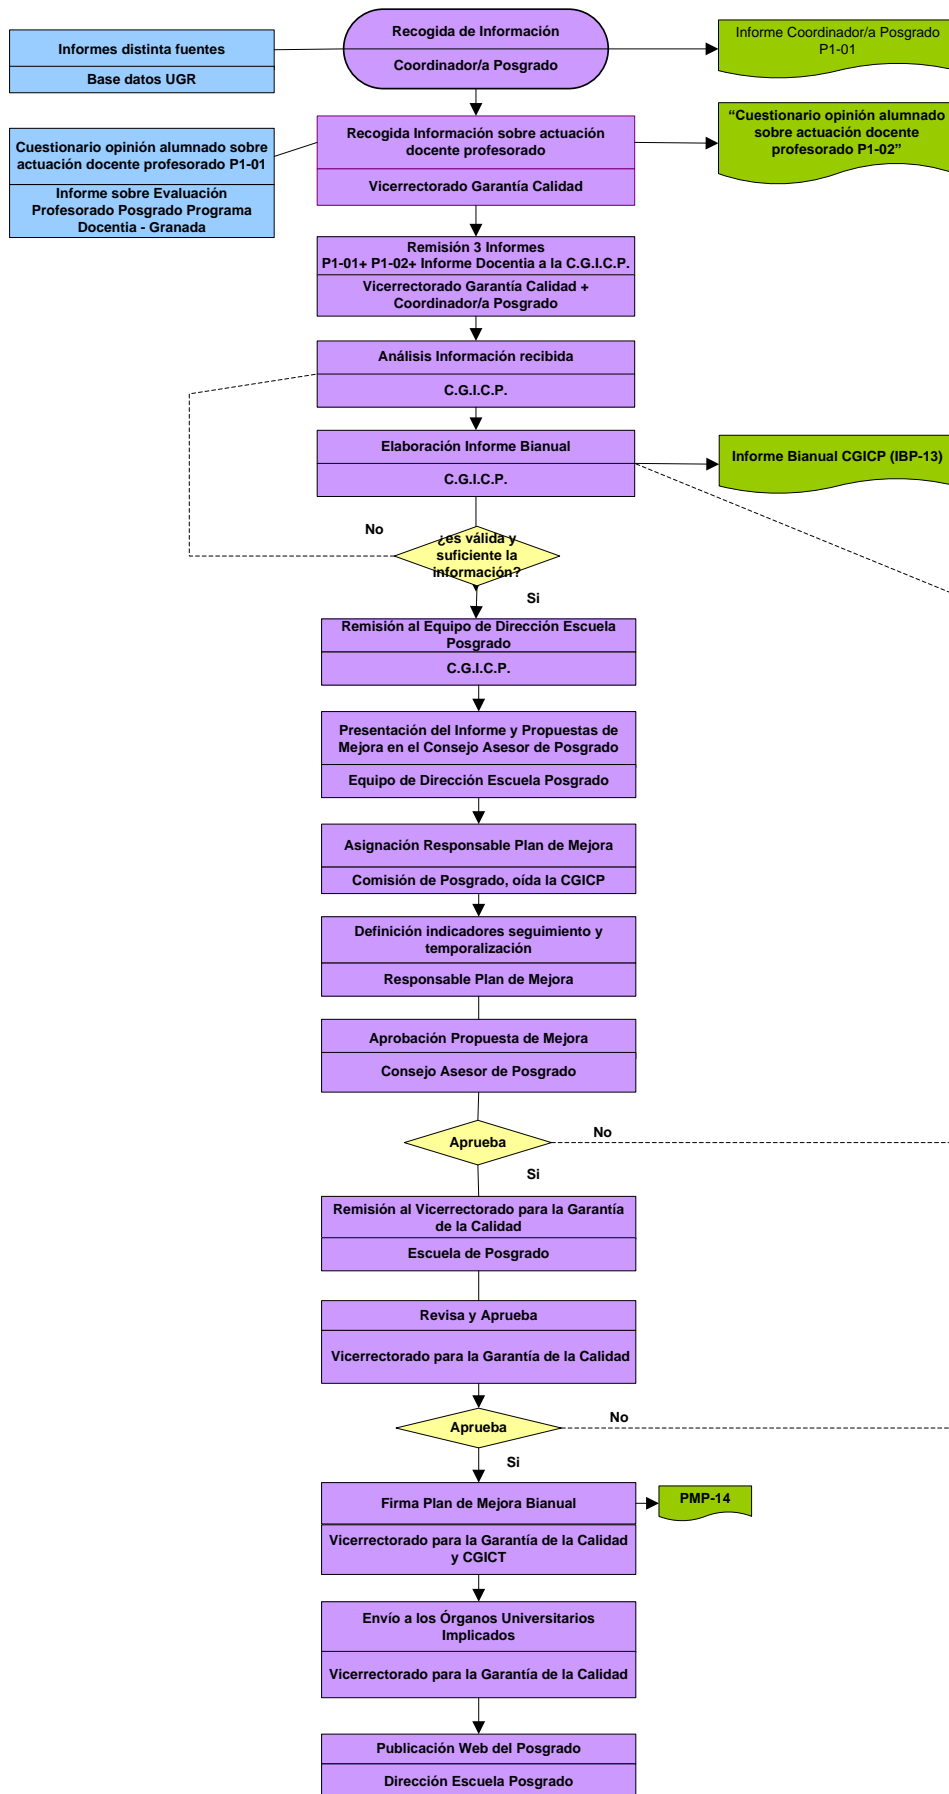 Informes distinta fuentes
Base datos UGR
Recogida de Información
Coordinador/a Posgrado
Informe Coordinador/a Posgrado
P1-01
Cuestionario opinión alumnado sobre
actuación docente profesorado P1-01
Informe sobre Evaluación
Profesorado Posgrado Programa
Docentia - Granada
Recogida Información sobre actuación
docente profesorado
Vicerrectorado Garantía Calidad
“Cuestionario opinión alumnado
sobre actuación docente
profesorado P1-02”
Remisión 3 Informes
P1-01+ P1-02+ Informe Docentia a la C.G.I.C.P.
Vicerrectorado Garantía Calidad +
Coordinador/a Posgrado
Análisis Información recibida
C.G.I.C.P.
Elaboración Informe Bianual
C.G.I.C.P.
Informe Bianual CGICP (IBP-13)
No
¿es válida y
suficiente la
información?
Si
Remisión al Equipo de Dirección Escuela
Posgrado
C.G.I.C.P.
Presentación del Informe y Propuestas de
Mejora en el Consejo Asesor de Posgrado
Equipo de Dirección Escuela Posgrado
Asignación Responsable Plan de Mejora
Comisión de Posgrado, oída la CGICP
Definición indicadores seguimiento y
temporalización
Responsable Plan de Mejora
Aprobación Propuesta de Mejora
Consejo Asesor de Posgrado
Aprueba
No
Si
Remisión al Vicerrectorado para la Garantía
de la Calidad
Escuela de Posgrado
Revisa y Aprueba
Vicerrectorado para la Garantía de la Calidad
Aprueba
No
Si
Firma Plan de Mejora Bianual
Vicerrectorado para la Garantía de la Calidad
y CGICT
PMP-14
Envío a los Órganos Universitarios
Implicados
Vicerrectorado para la Garantía de la Calidad
Publicación Web del Posgrado
Dirección Escuela Posgrado